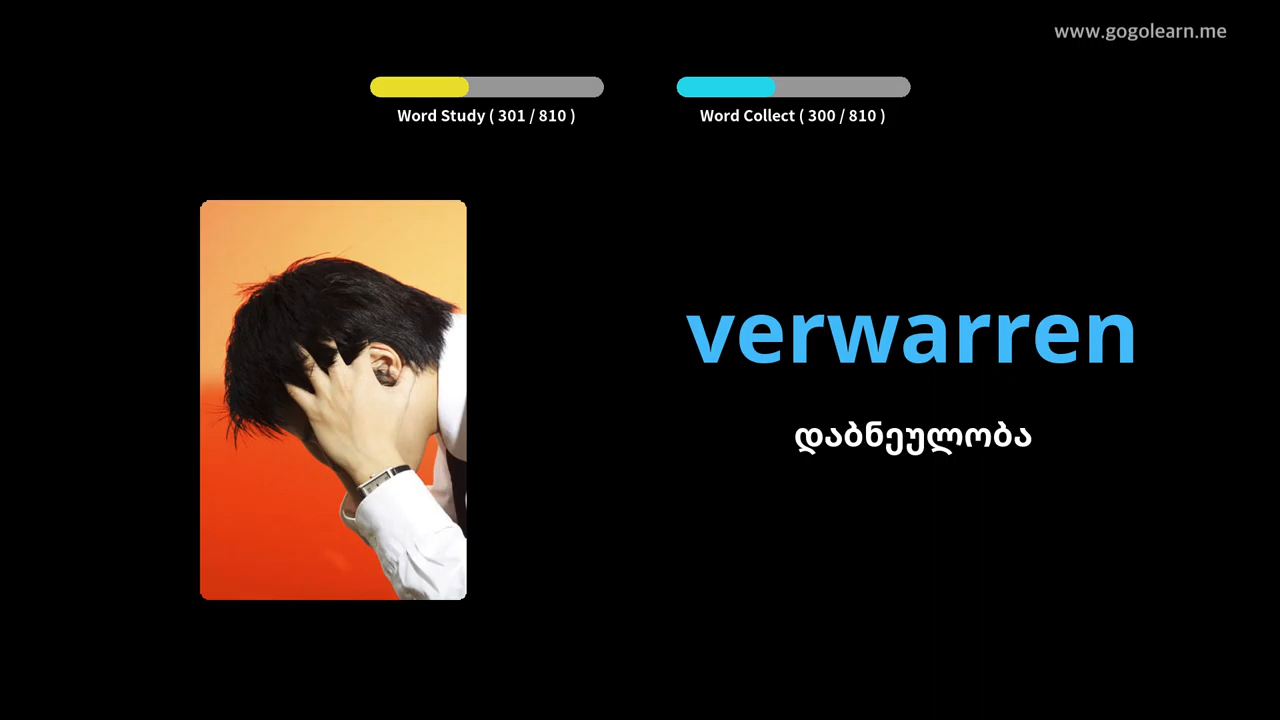 www.gogolearn.me
Word Study ( 301 / 810 )
Word Collect ( 300 / 810 )
verwarren
დაბნეულობა